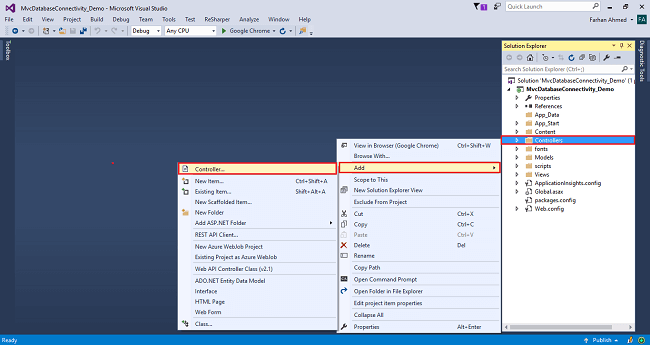 MvcDatabaseConnectivity_Demo - Microsoft Visual Studio
Quick Launch (Ctrl+Q)
File Edit View Project Build Debug Team Tools Test ReSharper Analyze Window Help
Farhan Ahmed FA
Debug Any CPU Google Chrome
Toolbox
Solution Explorer
Search Solution Explorer (Ctrl+;)
Solution 'MvcDatabaseConnectivity_Demo' (1 p
MvcDatabaseConnectivity_Demo
Properties
References
App_Data
App_Start
Content
Controllers
fonts
Models
scripts
Views
ApplicationInsights.config
Global.asax
packages.config
Web.config
Diagnostic Tools
View in Browser (Google Chrome) Ctrl+Shift+W
Browse With...
Add
Scope to This
New Solution Explorer View
Exclude From Project
Cut Ctrl+X
Copy Ctrl+C
Paste Ctrl+V
Delete Del
Rename
Copy Path
Open Command Prompt
Open Folder in File Explorer
Edit project item properties
Collapse All
Properties Alt+Enter
Controller...
New Item... Ctrl+Shift+A
Existing Item... Shift+Alt+A
New Scaffolded Item...
New Folder
Add ASP.NET Folder
REST API Client...
New Azure WebJob Project
Existing Project as Azure WebJob
Web API Controller Class (v2.1)
ADO.NET Entity Data Model
Interface
HTML Page
Web Form
Class...
Ready
Publish